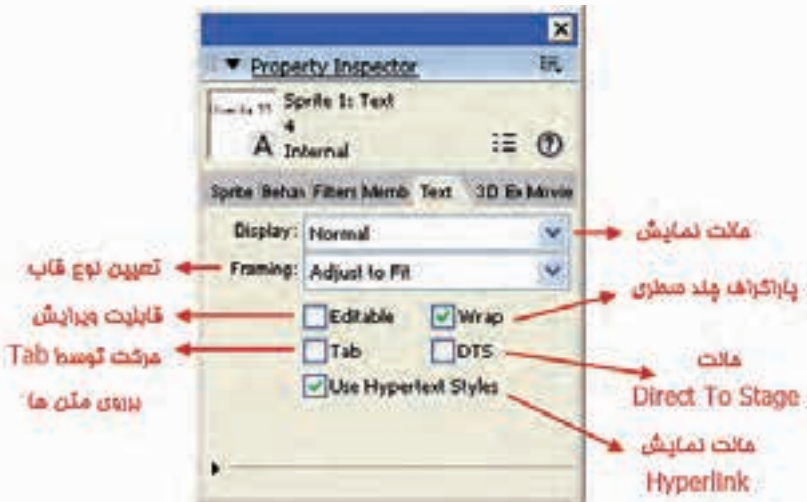 Property Inspector
Sprite 1: Text
4
A Internal
Sprite Behav Filters Memb Text 3D Ex Movie
Display: Normal
حالت نمایش
Framing: Adjust to Fit
تعیین نوع قاب
پاراگراف چند سطری
Editable Wrap
قابلیت ویرایش
Tab DTS
حرکت توسط Tab
برروی متن ها
حالت
Direct To Stage
Use Hypertext Styles
حالت نمایش
Hyperlink